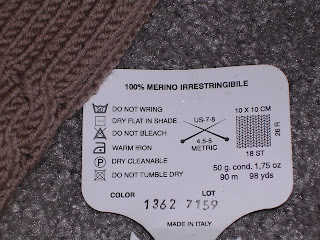 100% MERINO IRRESTRINGIBILE
DO NOT WRING
DRY FLAT IN SHADE
DO NOT BLEACH
WARM IRON
DRY CLEANABLE
DO NOT TUMBLE DRY
US-7-8
4,5-5
METRIC
10 X 10 CM
26 R
18 ST
50 g. cond. 1,75 oz
90 m 98 yds
COLOR LOT
1362 7159
MADE IN ITALY